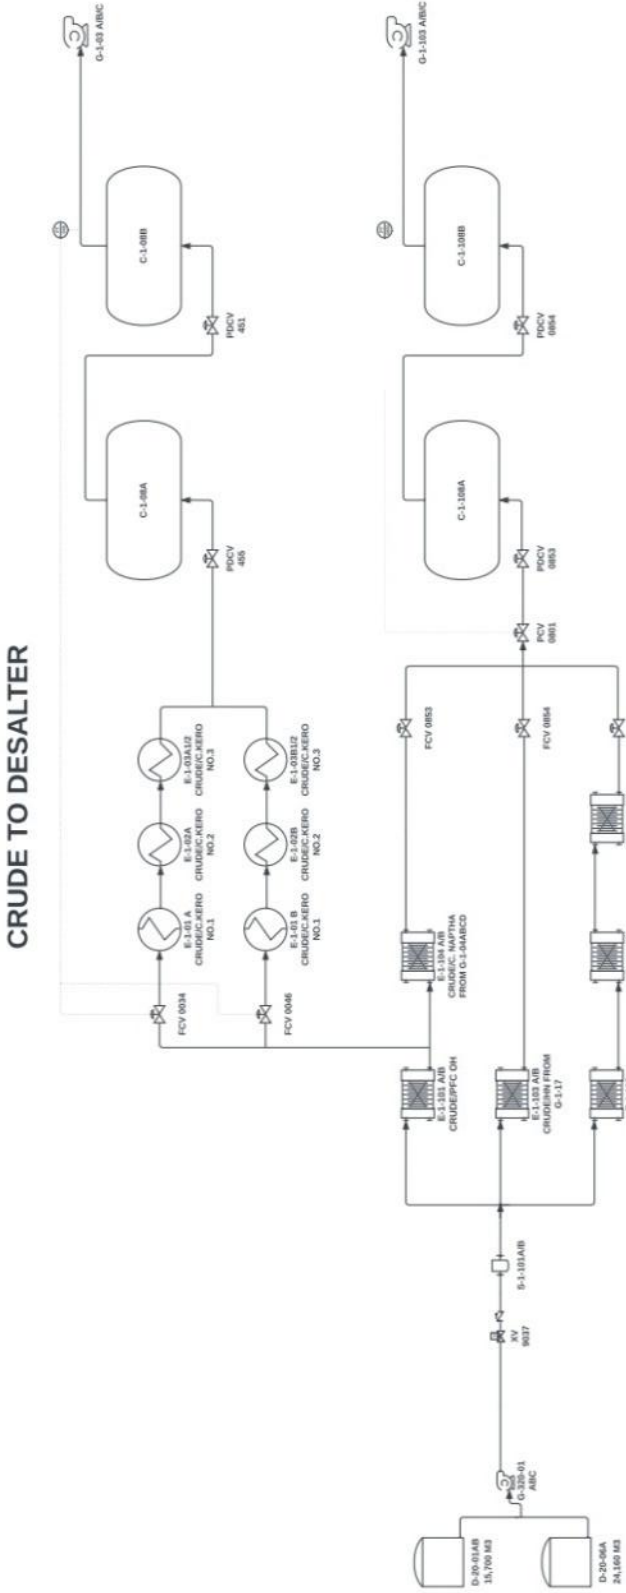 CRUDE TO DESALTER
G-1-03 A/B/C
C-1-08B
PDCV
451
C-1-08A
PDCV
455
E-1-03A1/2
CRUDE/C.KERO
NO.3
E-1-02A
CRUDE/C.KERO
NO.2
E-1-01 A
CRUDE/C.KERO
NO.1
E-1-03B1/2
CRUDE/C.KERO
NO.3
E-1-02B
CRUDE/C.KERO
NO.2
E-1-01 B
CRUDE/C.KERO
NO.1
FCV 0034
FCV 0046
G-1-103 A/B/C
C-1-108B
PDCV
0854
C-1-108A
PDCV
0853
PCV
0801
FCV 0853
FCV 0854
E-1-104 A/B
CRUDE/C. NAPTHA
FROM G-1-04ABCD
E-1-101 A/B
CRUDE/PFC OH
E-1-103 A/B
CRUDE/HN FROM
G-1-17
S-1-101A/B
XV
9037
G-320-01
ABC
D-20-01AB
15,700 M3
D-20-06A
24,160 M3